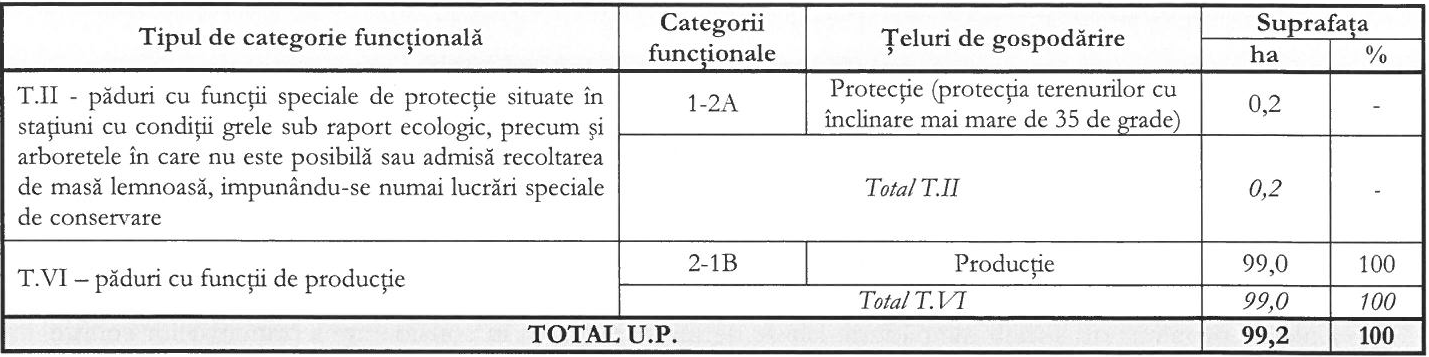 Tipul de categorie funcțională
Categorii
funcționale
Țeluri de gospodărire
Suprafața
ha
%
T.II - păduri cu funcții speciale de protecție situate în
stațiuni cu condiții grele sub raport ecologic, precum și
arboretele în care nu este posibilă sau admisă recoltarea
de masă lemnoasă, impunându-se numai lucrări speciale
de conservare
1-2A
Protecție (protecția terenurilor cu
înclinare mai mare de 35 de grade)
0,2
-
Total T.II
0,2
-
T.VI – păduri cu funcții de producție
2-1B
Producție
99,0
100
Total T.VI
99,0
100
TOTAL U.P.
99,2
100